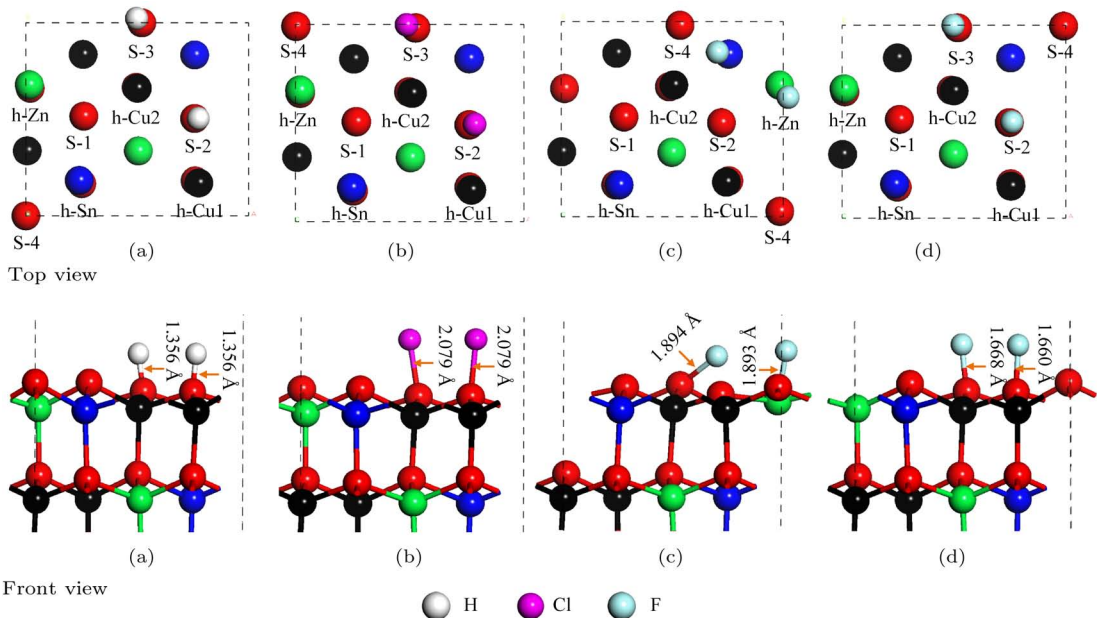 S-3
h-Zn
h-Cu2
S-1
S-2
h-Sn
h-Cu1
S-4
(a)
S-4
S-3
h-Zn
h-Cu2
S-1
S-2
h-Sn
h-Cu1
(b)
S-4
h-Cu2
h-Zn
S-1
S-2
h-Sn
h-Cu1
S-4
(c)
S-3
S-4
h-Zn
h-Cu2
S-1
S-2
h-Sn
h-Cu1
(d)
Top view
1.356 Å
1.356 Å
(a)
2.079 Å
2.079 Å
(b)
1.894 Å
1.893 Å
(c)
1.668 Å
1.660 Å
(d)
Front view
H
Cl
F